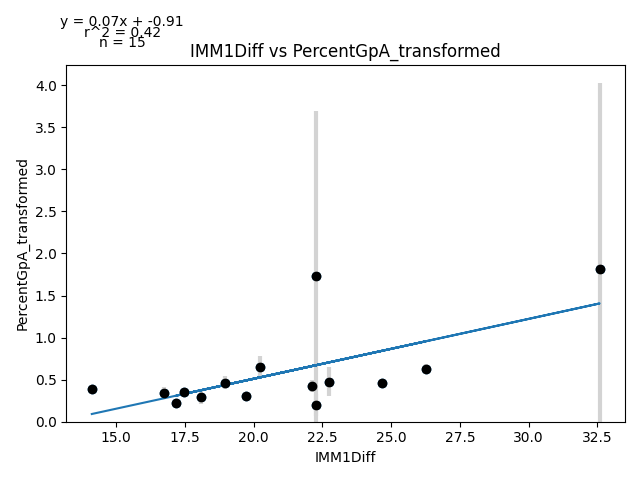 y = 0.07x + -0.91
r^2 = 0.42
n = 15
IMM1Diff vs PercentGpA_transformed
PercentGpA_transformed
4.0
3.5
3.0
2.5
2.0
1.5
1.0
0.5
0.0
15.0 17.5 20.0 22.5 25.0 27.5 30.0 32.5
IMM1Diff